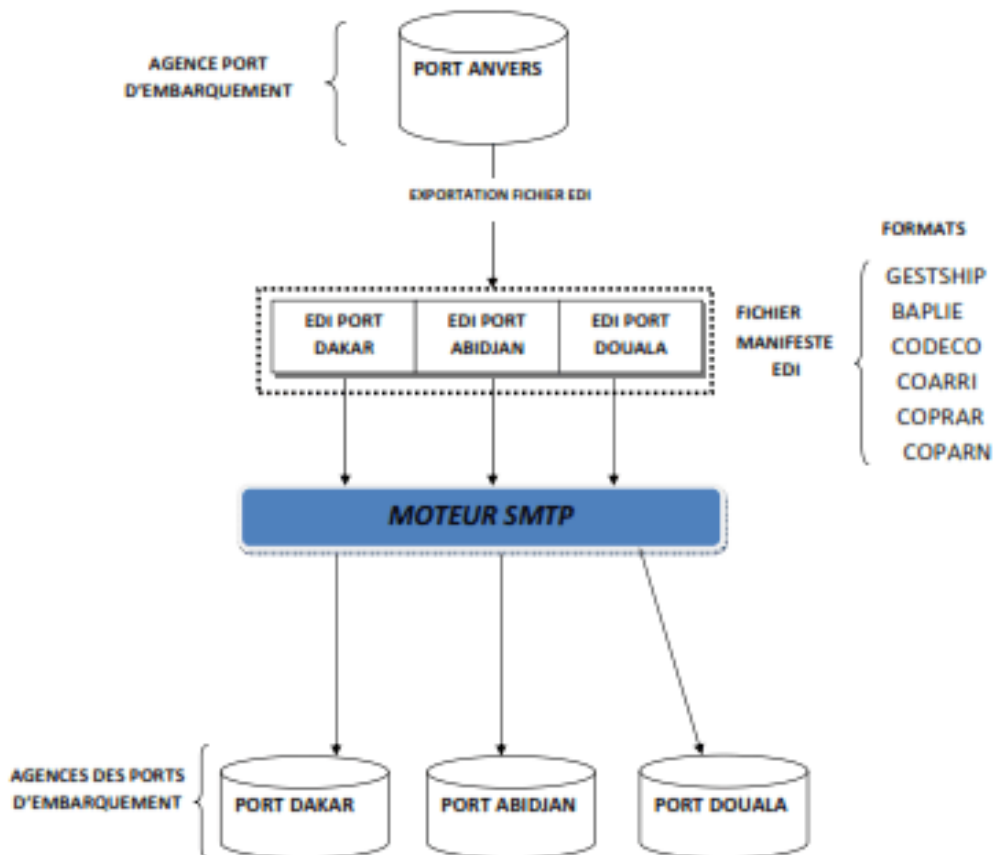 AGENCE PORT
D'EMBARQUEMENT
PORT ANVERS
EXPORTATION FICHIER EDI
EDI PORT
DAKAR
EDI PORT
ABIDJAN
EDI PORT
DOUALA
FICHIER
MANIFESTE
EDI
FORMATS
GESTSHIP
BAPLIE
CODECO
COARRI
COPRAR
COPARN
MOTEUR SMTP
AGENCES DES PORTS
D'EMBARQUEMENT
PORT DAKAR
PORT ABIDJAN
PORT DOUALA